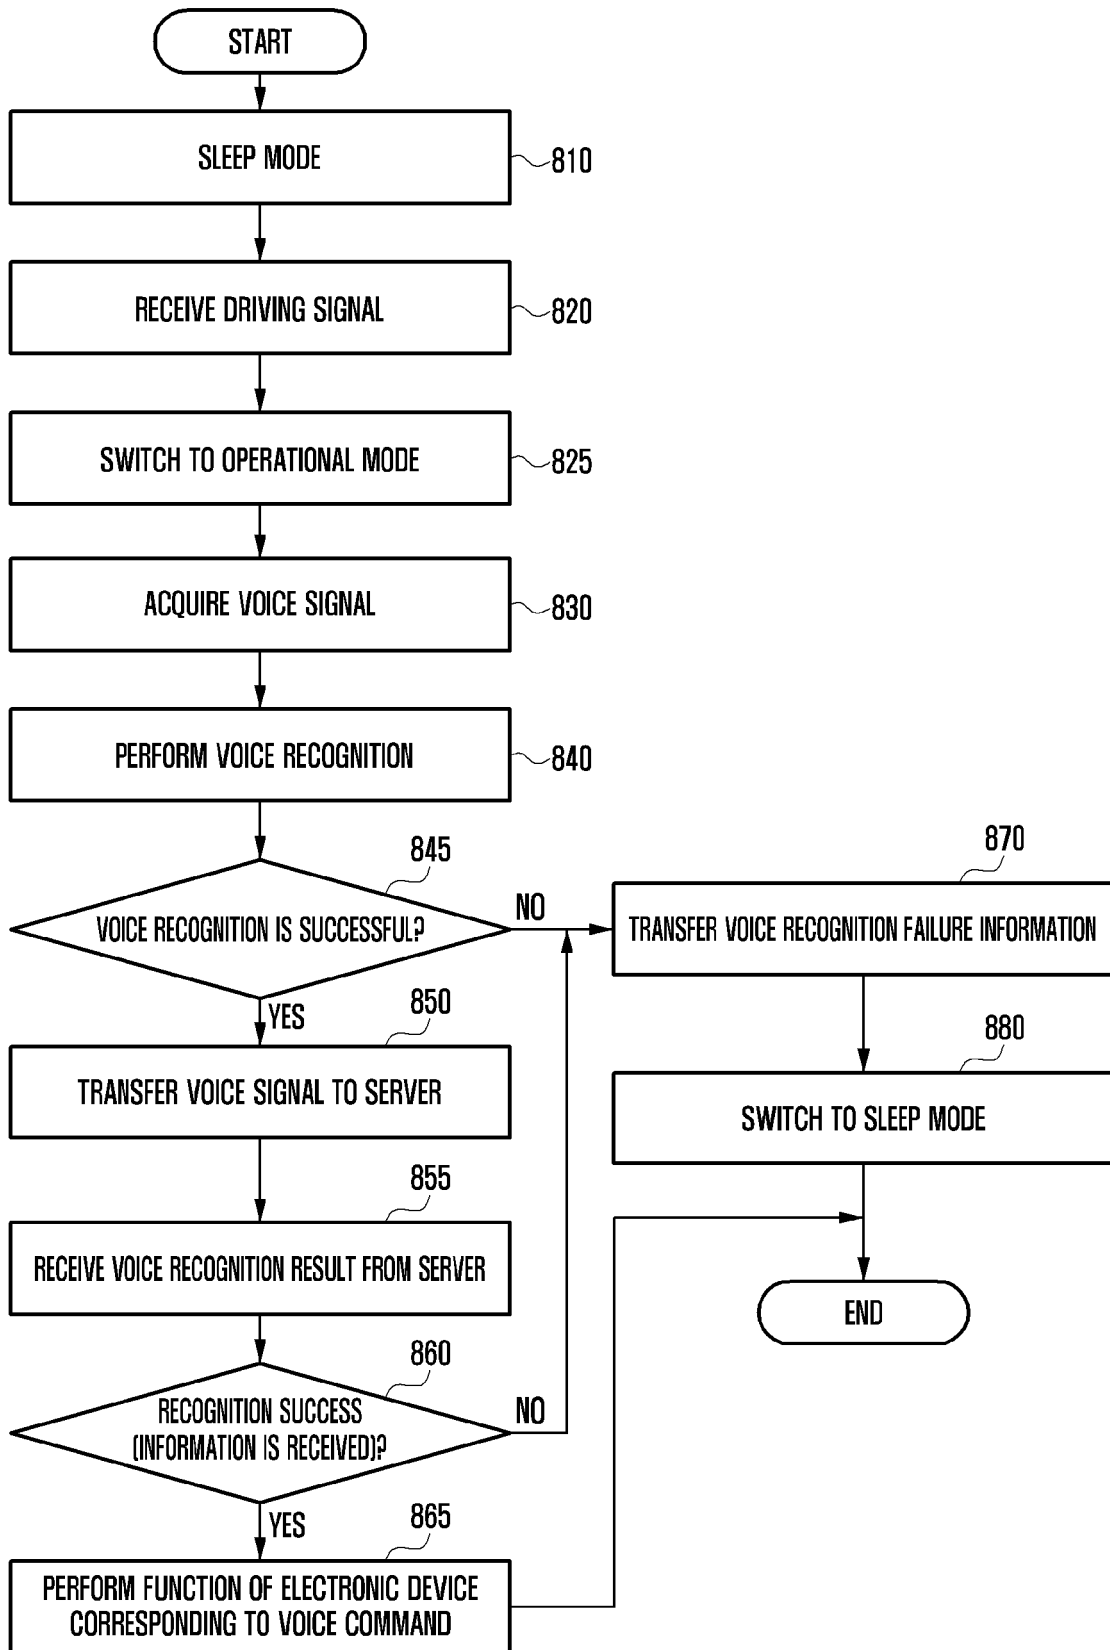 START
SLEEP MODE
810
RECEIVE DRIVING SIGNAL
820
SWITCH TO OPERATIONAL MODE
825
ACQUIRE VOICE SIGNAL
830
PERFORM VOICE RECOGNITION
840
845
VOICE RECOGNITION IS SUCCESSFUL?
NO
YES
850
TRANSFER VOICE SIGNAL TO SERVER
855
RECEIVE VOICE RECOGNITION RESULT FROM SERVER
860
RECOGNITION SUCCESS
(INFORMATION IS RECEIVED)?
NO
YES
865
PERFORM FUNCTION OF ELECTRONIC DEVICE
CORRESPONDING TO VOICE COMMAND
870
TRANSFER VOICE RECOGNITION FAILURE INFORMATION
880
SWITCH TO SLEEP MODE
END